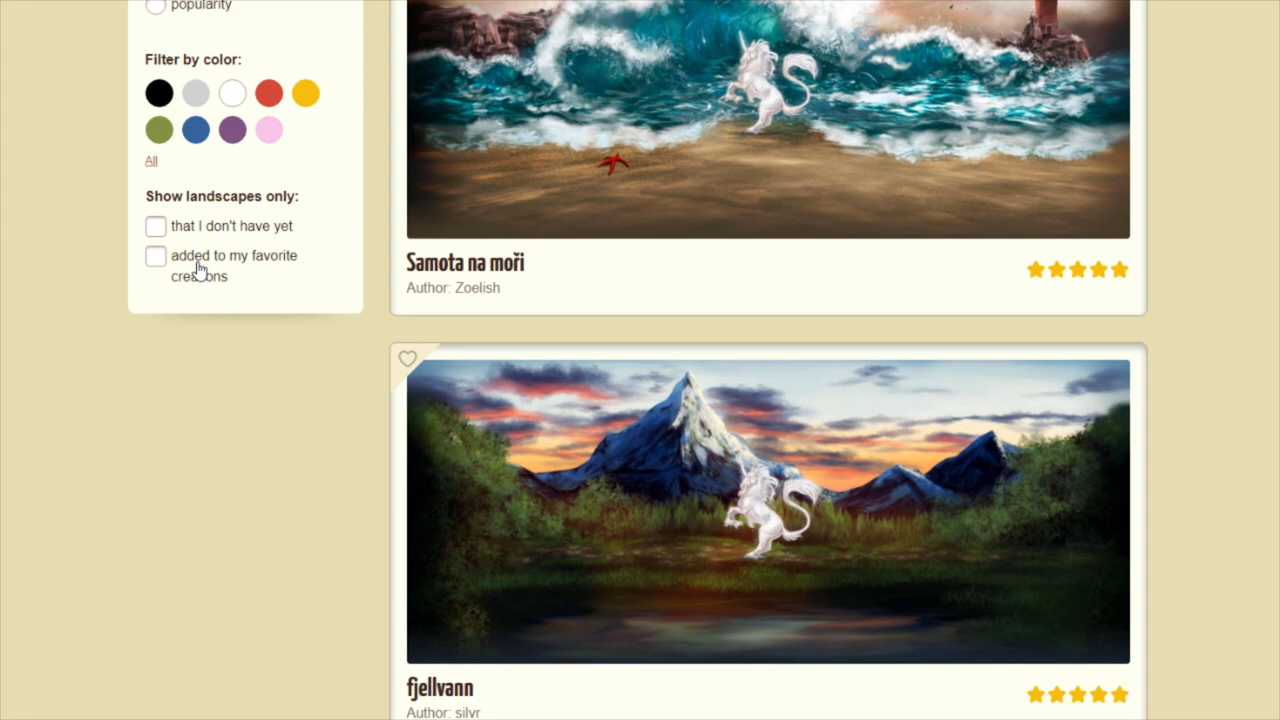 popularity
Filter by color:
All
Show landscapes only:
that I don't have yet
added to my favorite
creations
Samota na moři
Author: Zoelish
fjellvann
Author: silvr